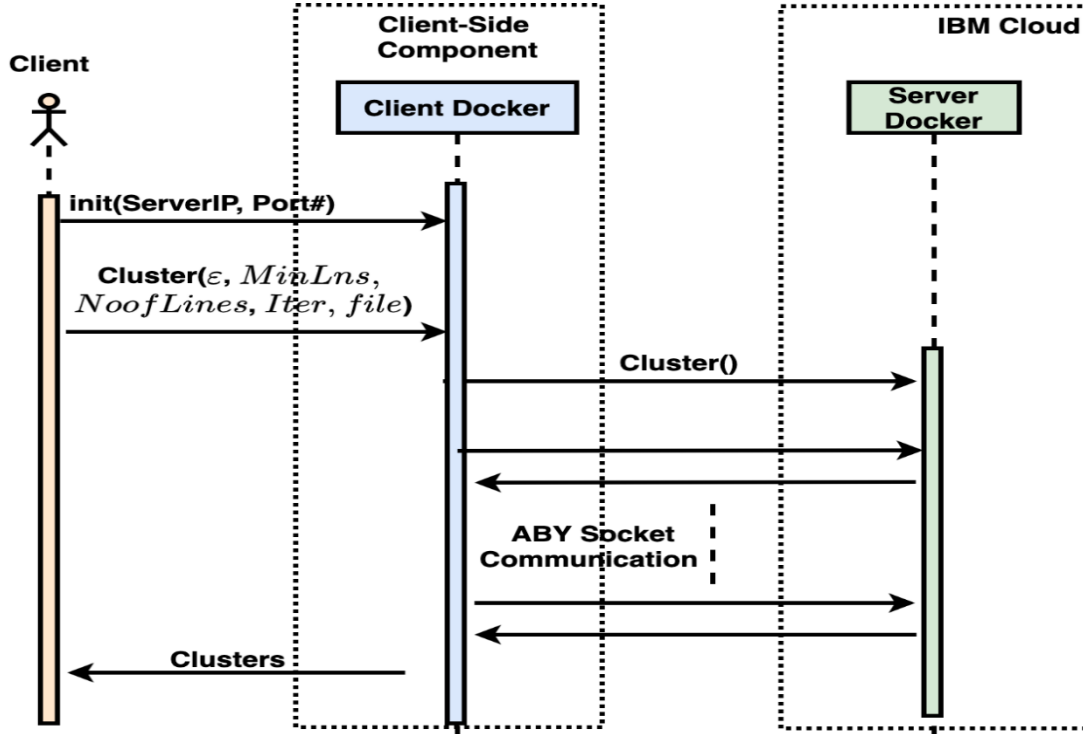 Client-Side
Component
IBM Cloud
Client
Client Docker
Server
Docker
init(ServerIP, Port#)
Cluster(ε, MinLns,
NoofLines, Iter, file)
Cluster()
ABY Socket
Communication
Clusters